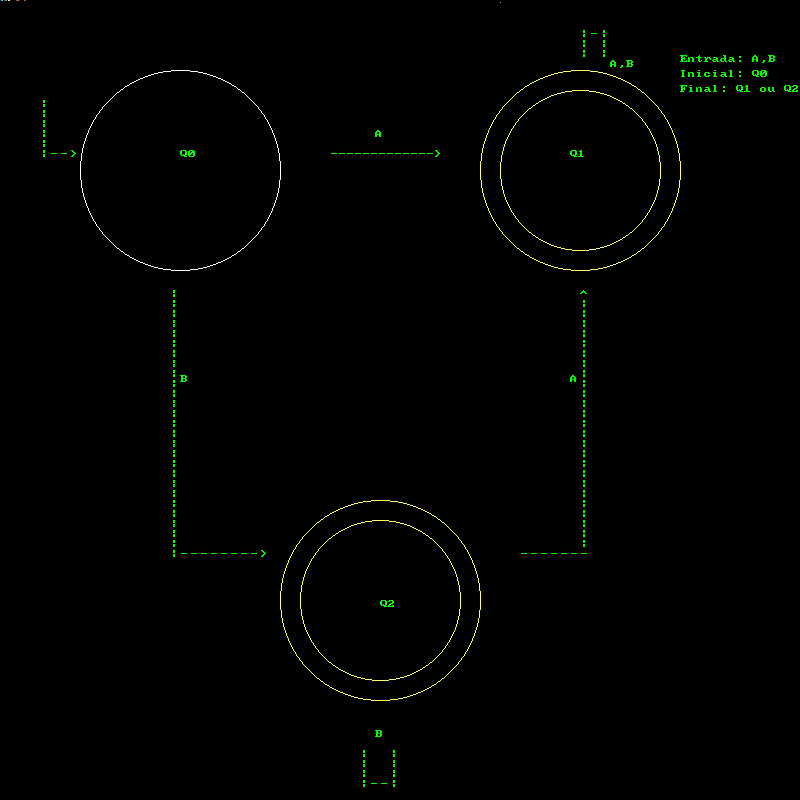 A,B
Entrada: A,B
Inicial: Q0
Final: Q1 ou Q2
A
Q0
Q1
B
A
Q2
B